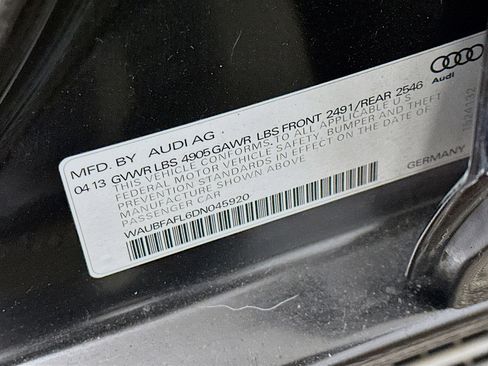 MFD. BY AUDI AG
04 13 GVWR LBS 4905 GAWR LBS FRONT 2491/REAR 2546
THIS VEHICLE CONFORMS TO ALL APPLICABLE U.S.
FEDERAL MOTOR VEHICLE SAFETY, BUMPER AND THEFT
PREVENTION STANDARDS IN EFFECT ON THE DATE OF
MANUFACTURE SHOWN ABOVE
PASSENGER CAR
WAUBFAFL6DN045920
GERMANY
Audi